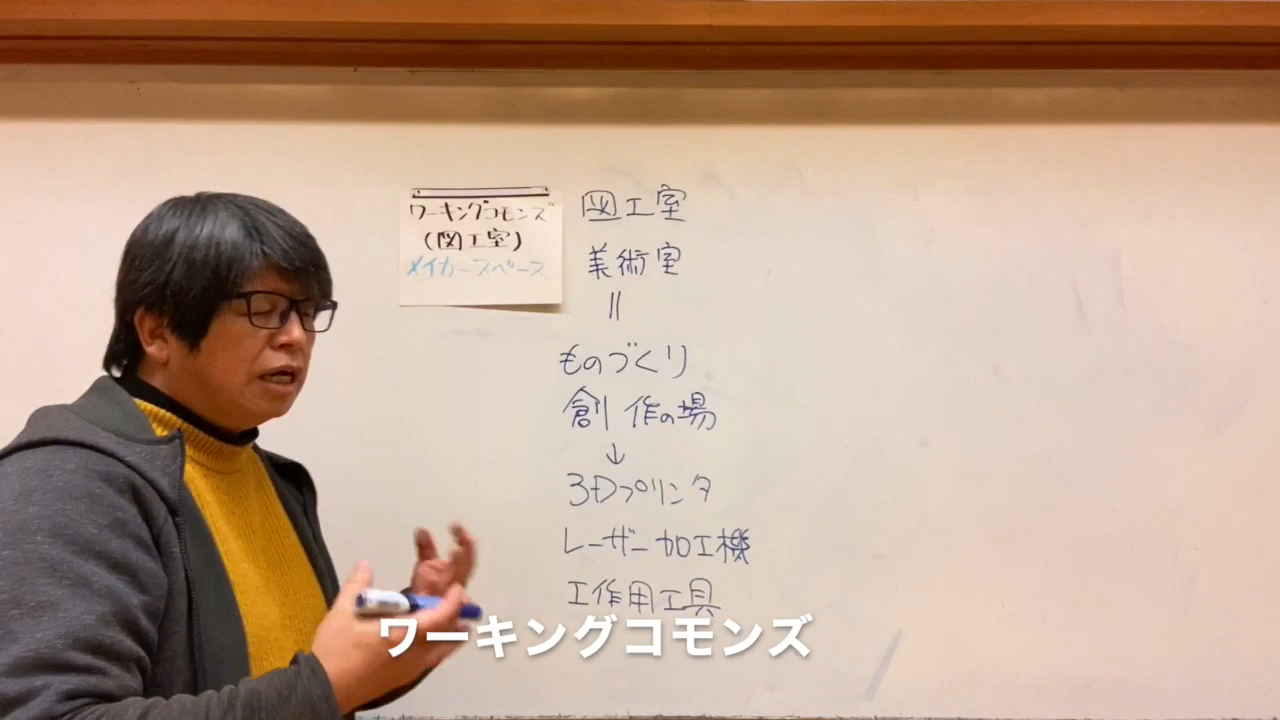 ワーキングコモンズ
(図工室)
メイカースペース
図工室
美術室
||
ものづくり
創作の場
↓
3Dプリンタ
レーザー加工機
工作用工具
ワーキングコモンズ